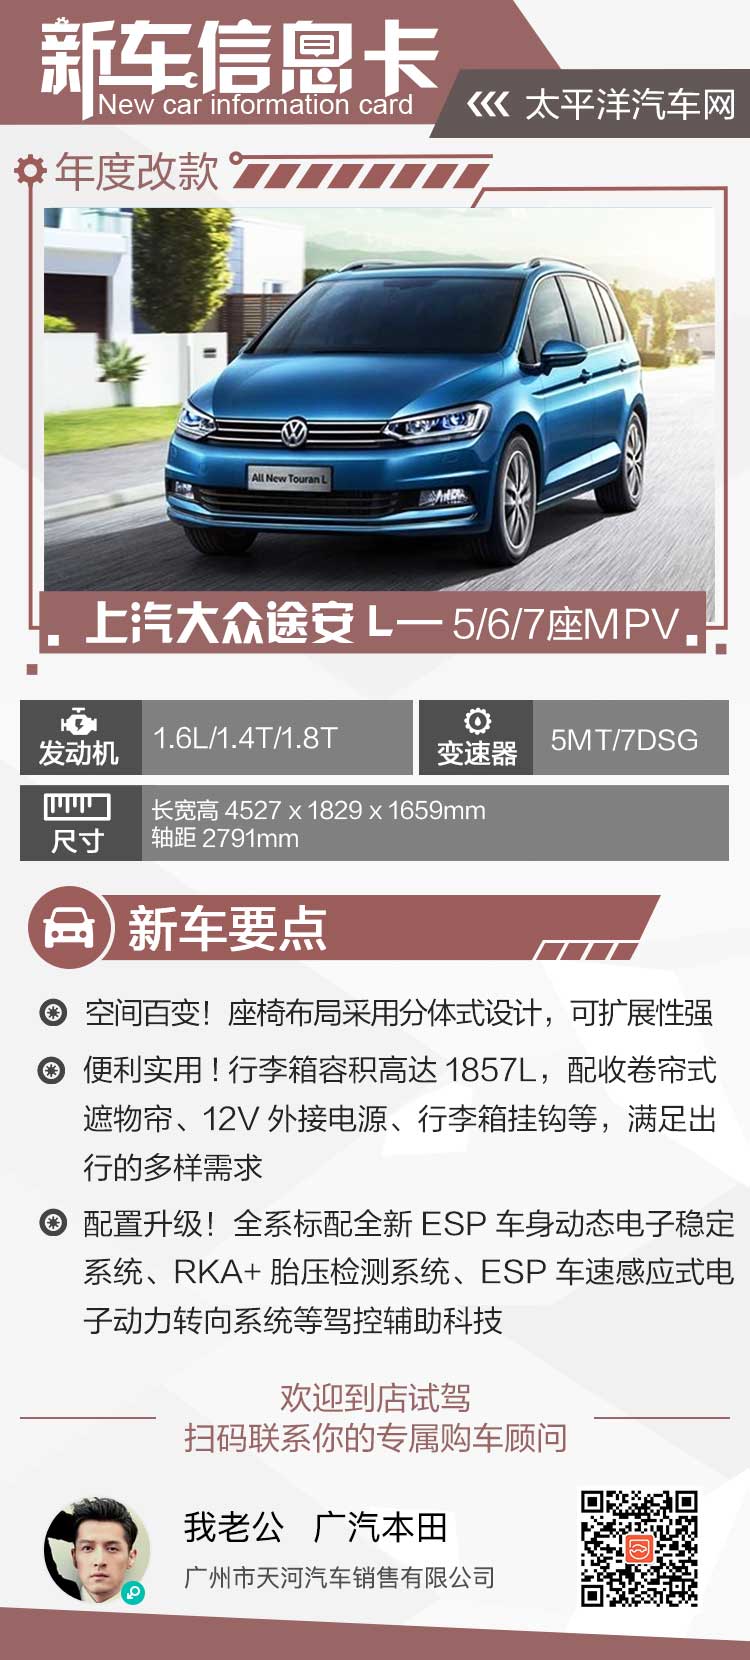 新车信息卡
New car information card
太平洋汽车网
年度改款
All New Touran L
上汽大众途安 L— 5/6/7座MPV
发动机
1.6L/1.4T/1.8T
变速器
5MT/7DSG
尺寸
长宽高 4527 x 1829 x 1659mm
轴距 2791mm
新车要点
空间百变！座椅布局采用分体式设计，可扩展性强
便利实用！行李箱容积高达 1857L，配收卷帘式
遮物帘、12V 外接电源、行李箱挂钩等，满足出
行的多样需求
配置升级！全系标配全新 ESP 车身动态电子稳定
系统、RKA+ 胎压检测系统、ESP 车速感应式电
子动力转向系统等驾控辅助科技
欢迎到店试驾
扫码联系你的专属购车顾问
我老公 广汽本田
广州市天河汽车销售有限公司